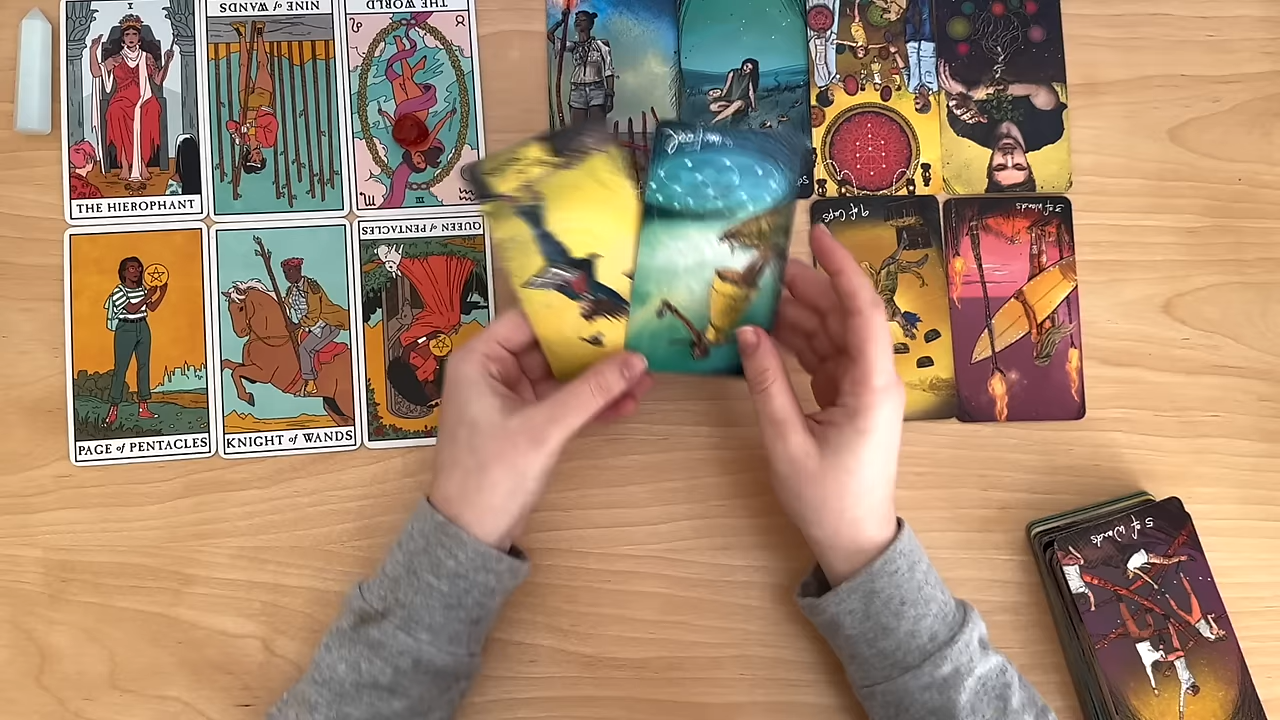 I
THE HIEROPHANT
NINE of WANDS
THE WORLD
PAGE of PENTACLES
KNIGHT of WANDS
QUEEN of PENTACLES
9 of Cups
3 of Wands
5 of Wands